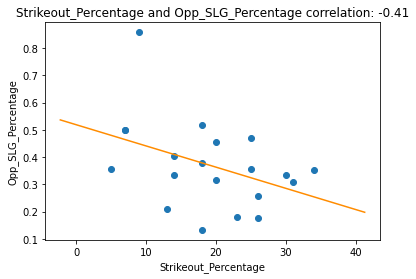 Strikeout_Percentage and Opp_SLG_Percentage correlation: -0.41
0.8
0.7
0.6
0.5
0.4
0.3
0.2
0.1
Opp_SLG_Percentage
0 10 20 30 40
Strikeout_Percentage